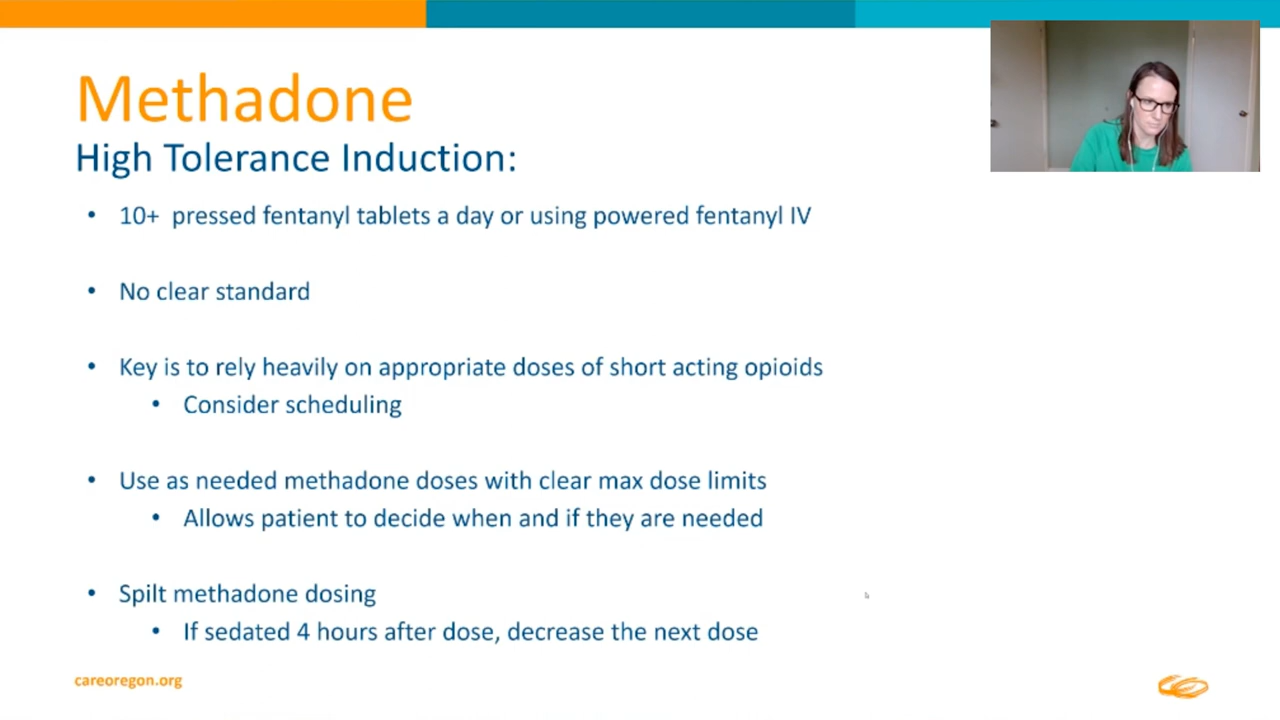 Methadone
High Tolerance Induction:
• 10+ pressed fentanyl tablets a day or using powered fentanyl IV
• No clear standard
• Key is to rely heavily on appropriate doses of short acting opioids
• Consider scheduling
• Use as needed methadone doses with clear max dose limits
• Allows patient to decide when and if they are needed
• Spilt methadone dosing
• If sedated 4 hours after dose, decrease the next dose
careoregon.org